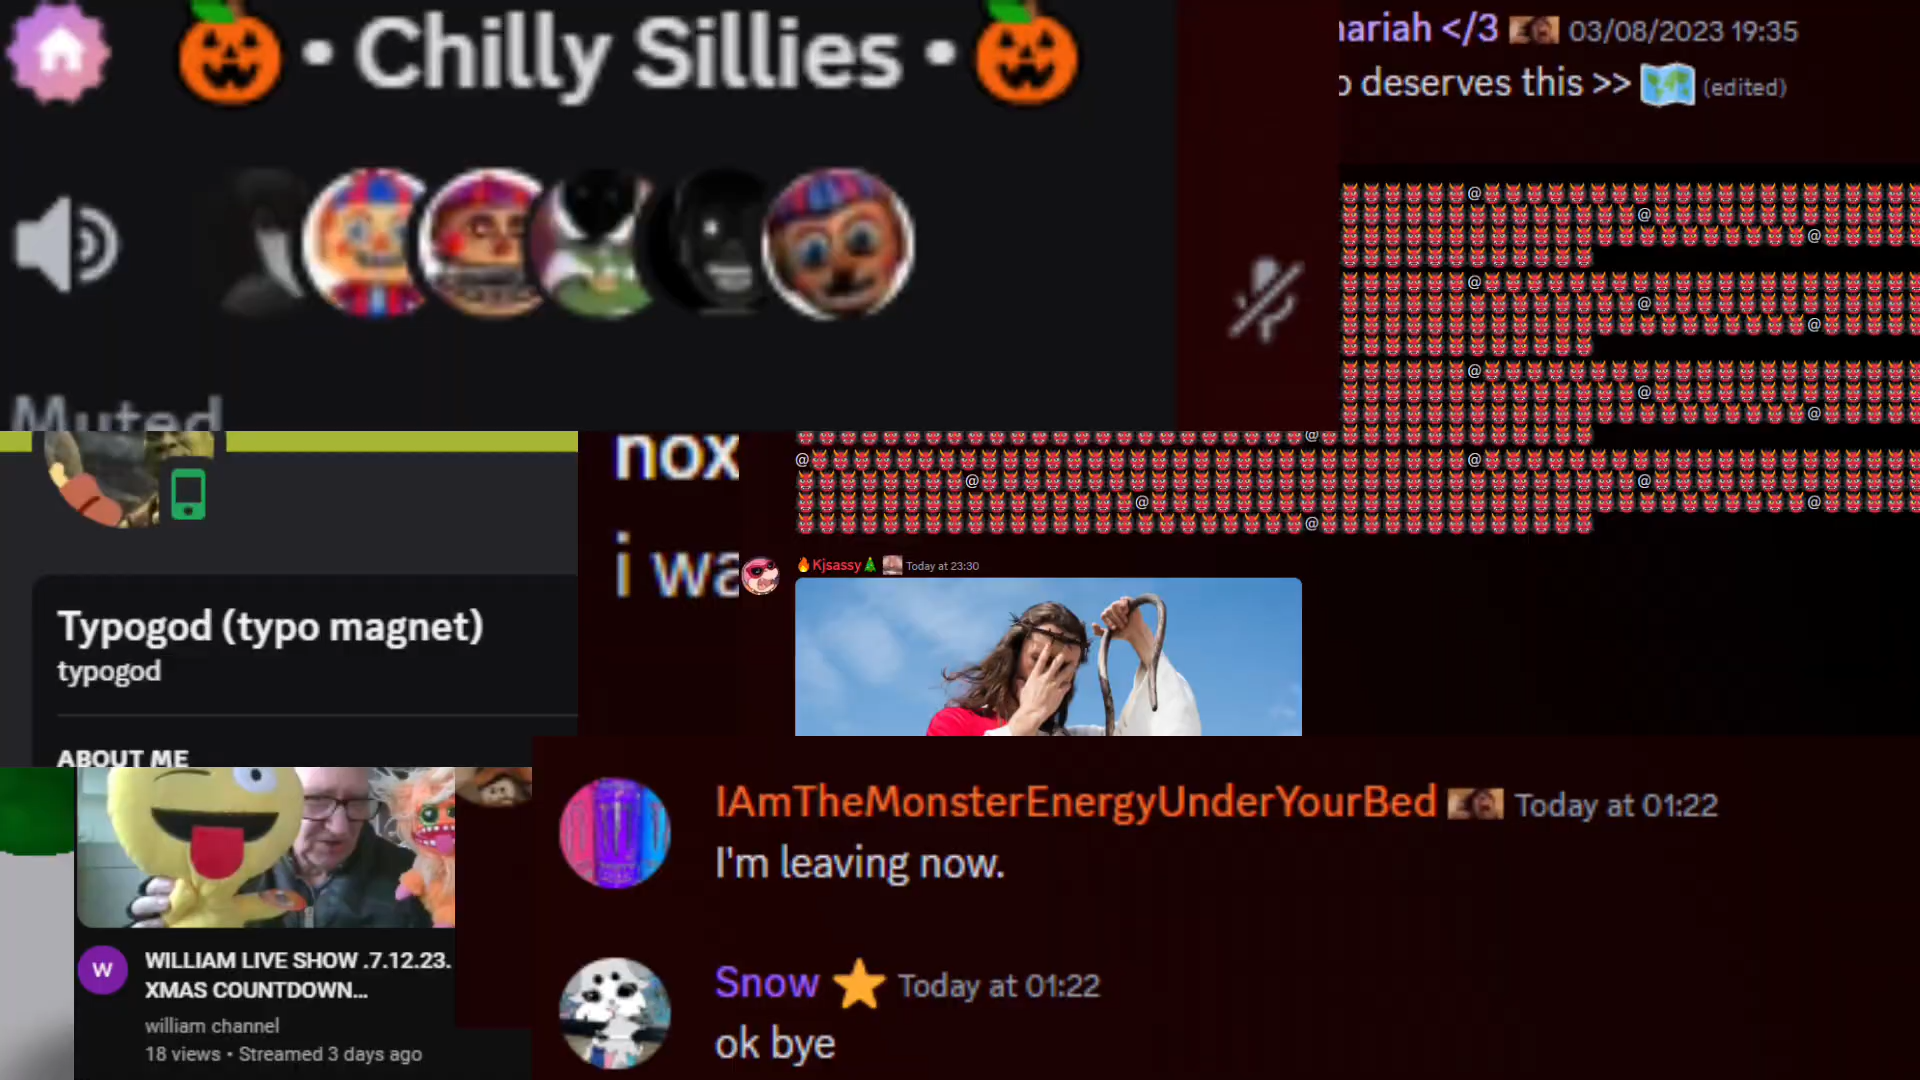 • Chilly Sillies •
Muted
</3 03/08/2023 19:35
deserves this >> (edited)
nox
i wa
🔥Kjsassy🎄 Today at 23:30
Typogod (typo magnet)
typogod
ABOUT ME
IAmTheMonsterEnergyUnderYourBed Today at 01:22
I'm leaving now.
Snow ⭐ Today at 01:22
ok bye
W
WILLIAM LIVE SHOW .7.12.23.
XMAS COUNTDOWN...
william channel
18 views • Streamed 3 days ago